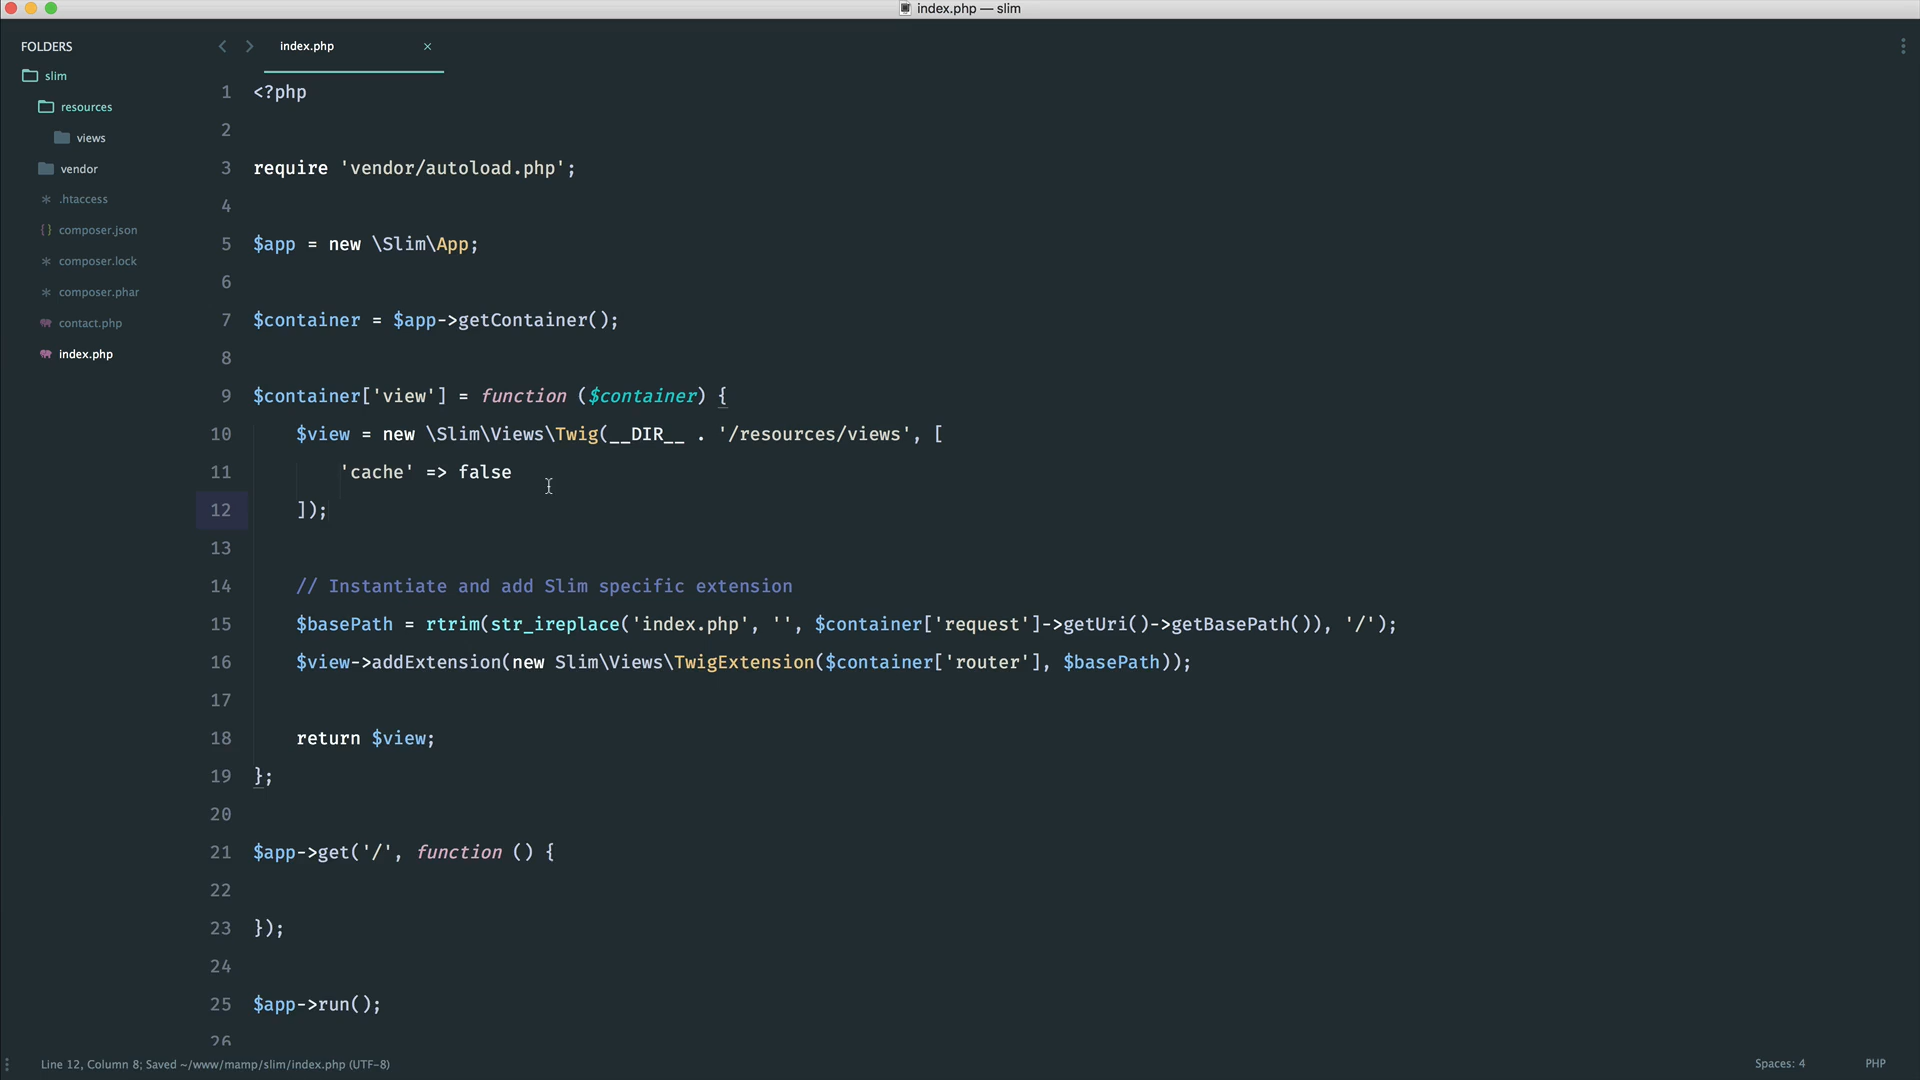 index.php — slim
FOLDERS
slim
resources
views
vendor
.htaccess
composer.json
composer.lock
composer.phar
contact.php
index.php
index.php
1 <?php
2
3 require 'vendor/autoload.php';
4
5 $app = new \Slim\App;
6
7 $container = $app->getContainer();
8
9 $container['view'] = function ($container) {
10 $view = new \Slim\Views\Twig(__DIR__ . '/resources/views', [
11 'cache' => false
12 ]);
13
14 // Instantiate and add Slim specific extension
15 $basePath = rtrim(str_ireplace('index.php', '', $container['request']->getUri()->getBasePath()), '/');
16 $view->addExtension(new Slim\Views\TwigExtension($container['router'], $basePath));
17
18 return $view;
19 };
20
21 $app->get('/', function () {
22
23 });
24
25 $app->run();
26
Line 12, Column 8; Saved ~/www/mamp/slim/index.php (UTF-8)
Spaces: 4
PHP